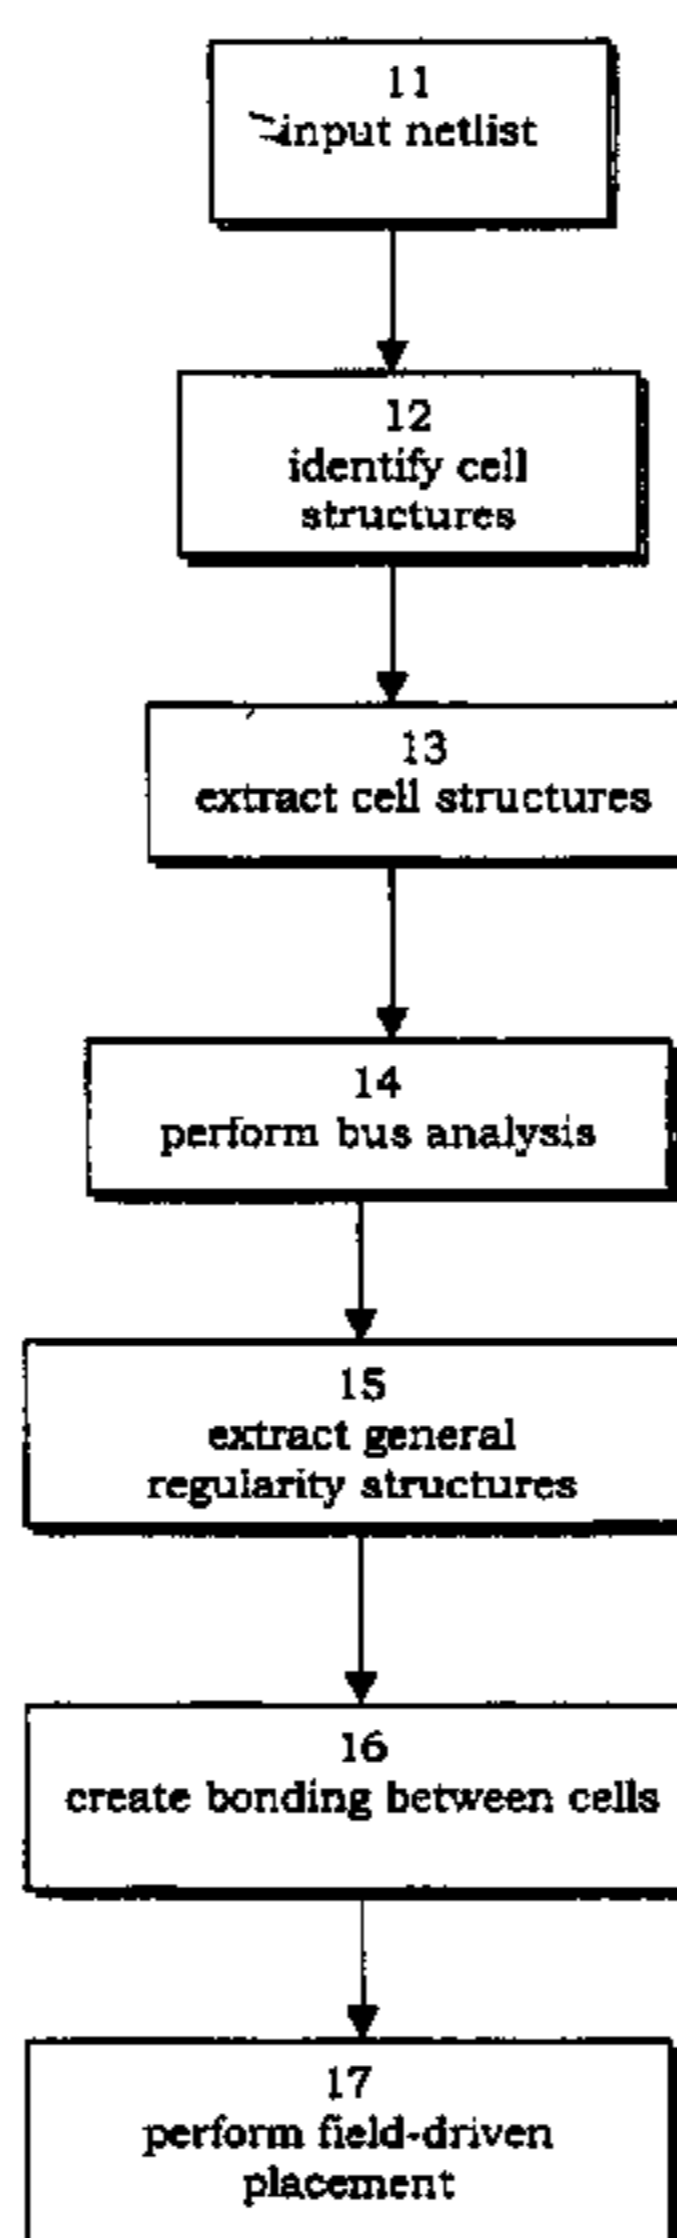 11
input netlist
12
identify cell
structures
13
extract cell structures
14
perform bus analysis
15
extract general
regularity structures
16
create bonding between cells
17
perform field-driven
placement